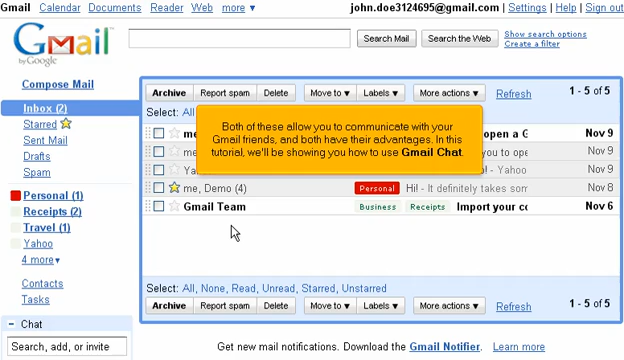 Gmail Calendar Documents Reader Web more ▼
john.doe3124695@gmail.com | Settings | Help | Sign out
Gmail
by Google
Search Mail Search the Web
Show search options
Create a filter
Compose Mail
Inbox (2)
Starred
Sent Mail
Drafts
Spam
Personal (1)
Receipts (2)
Travel (1)
Yahoo
4 more▼
Contacts
Tasks
− Chat
Search, add, or invite
Archive Report spam Delete Move to ▼ Labels ▼ More actions ▼ Refresh 1 - 5 of 5
Select: All
Both of these allow you to communicate with your
Gmail friends, and both have their advantages. In this
tutorial, we'll be showing you how to use Gmail Chat.
me open a G Nov 9
me, you to ope Nov 9
Ya Nov 9
me, Demo (4) Personal Hi! - It definitely takes som Nov 8
Gmail Team Business Receipts Import your co Nov 6
Select: All, None, Read, Unread, Starred, Unstarred
Archive Report spam Delete Move to ▼ Labels ▼ More actions ▼ Refresh 1 - 5 of 5
Get new mail notifications. Download the Gmail Notifier. Learn more